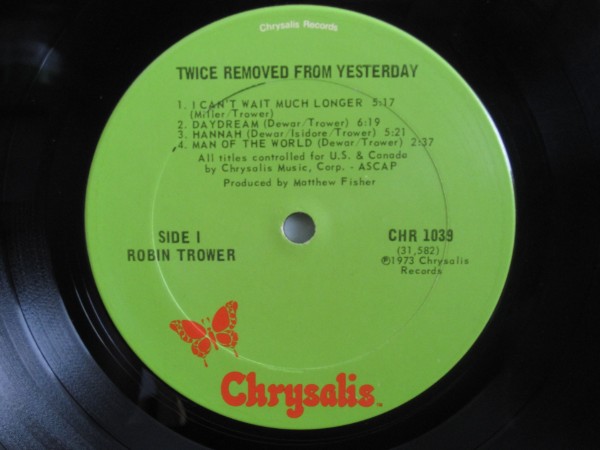 Chrysalis Records
TWICE REMOVED FROM YESTERDAY
1. I CAN'T WAIT MUCH LONGER 5:17
(Miller/Trower)
2. DAYDREAM (Dewar/Trower) 6:19
3. HANNAH (Dewar/Isidore/Trower) 5:21
4. MAN OF THE WORLD (Dewar/Trower) 2:37
All titles controlled for U.S. & Canada
by Chrysalis Music, Corp. - ASCAP
Produced by Matthew Fisher
SIDE I
ROBIN TROWER
CHR 1039
(31,582)
℗1973 Chrysalis
Records
Chrysalis™